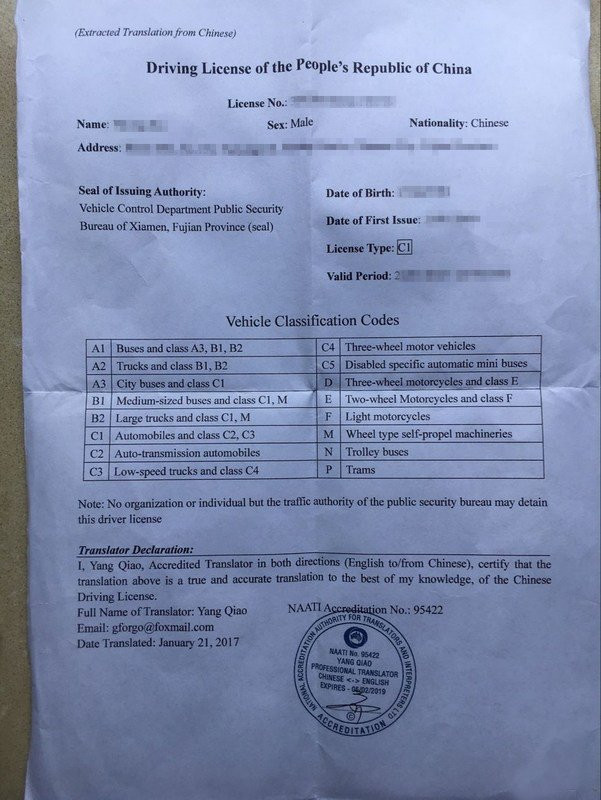 (Extracted Translation from Chinese)
Driving License of the People's Republic of China
License No.:
Name: Sex: Male Nationality: Chinese
Address:
Seal of Issuing Authority:
Vehicle Control Department Public Security
Bureau of Xiamen, Fujian Province (seal)
Date of Birth:
Date of First Issue:
License Type: C1
Valid Period: 2
Vehicle Classification Codes
A1 Buses and class A3, B1, B2 C4 Three-wheel motor vehicles
A2 Trucks and class B1, B2 C5 Disabled specific automatic mini buses
A3 City buses and class C1 D Three-wheel motorcycles and class E
B1 Medium-sized buses and class C1, M E Two-wheel Motorcycles and class F
B2 Large trucks and class C1, M F Light motorcycles
C1 Automobiles and class C2, C3 M Wheel type self-propel machineries
C2 Auto-transmission automobiles N Trolley buses
C3 Low-speed trucks and class C4 P Trams
Note: No organization or individual but the traffic authority of the public security bureau may detain
this driver license
Translator Declaration:
I, Yang Qiao, Accredited Translator in both directions (English to/from Chinese), certify that the
translation above is a true and accurate translation to the best of my knowledge, of the Chinese
Driving License.
Full Name of Translator: Yang Qiao NAATI Accreditation No.: 95422
Email: gforgo@foxmail.com
Date Translated: January 21, 2017
NATIONAL ACCREDITATION AUTHORITY FOR TRANSLATORS AND INTERPRETERS LTD
NAATI No. 95422
YANG QIAO
PROFESSIONAL TRANSLATOR
CHINESE <-> ENGLISH
EXPIRES - 06/02/2019
ACCREDITATION